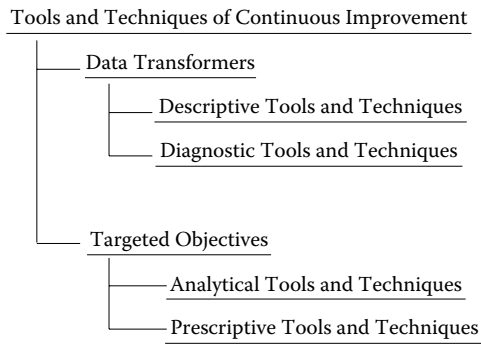 Tools and Techniques of Continuous Improvement
Data Transformers
Descriptive Tools and Techniques
Diagnostic Tools and Techniques
Targeted Objectives
Analytical Tools and Techniques
Prescriptive Tools and Techniques